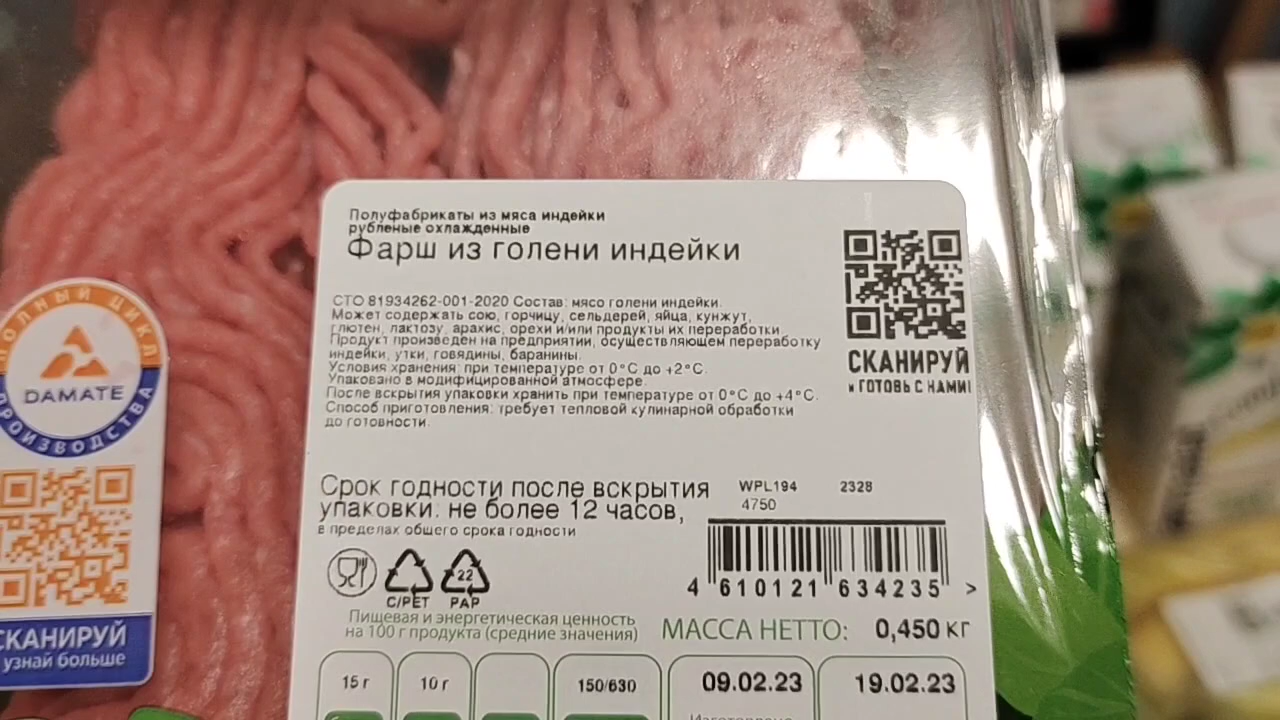 Полуфабрикаты из мяса индейки
рубленые охлажденные
Фарш из голени индейки
СТО 81934262-001-2020 Состав: мясо голени индейки.
Может содержать сою, горчицу, сельдерей, яйца, кунжут,
глютен, лактозу, арахис, орехи и/или продукты их переработки.
Продукт произведен на предприятии, осуществляющем переработку
индейки, утки, говядины, баранины.
Условия хранения: при температуре от 0°С до +2°С.
Упаковано в модифицированной атмосфере.
После вскрытия упаковки хранить при температуре от 0°С до +4°С.
Способ приготовления: требует тепловой кулинарной обработки
до готовности.
СКАНИРУЙ
и ГОТОВЬ С НАМИ!
ПОЛНЫЙ ЦИКЛ
DAMATE
ПРОИЗВОДСТВА
СКАНИРУЙ
узнай больше
Срок годности после вскрытия
упаковки: не более 12 часов,
в пределах общего срока годности
WPL194 2328
4750
4 610121 634235 >
22
C/PET PAP
Пищевая и энергетическая ценность
на 100 г продукта (средние значения)
МАССА НЕТТО: 0,450 кг
15 г 10 г 150/630 09.02.23 19.02.23